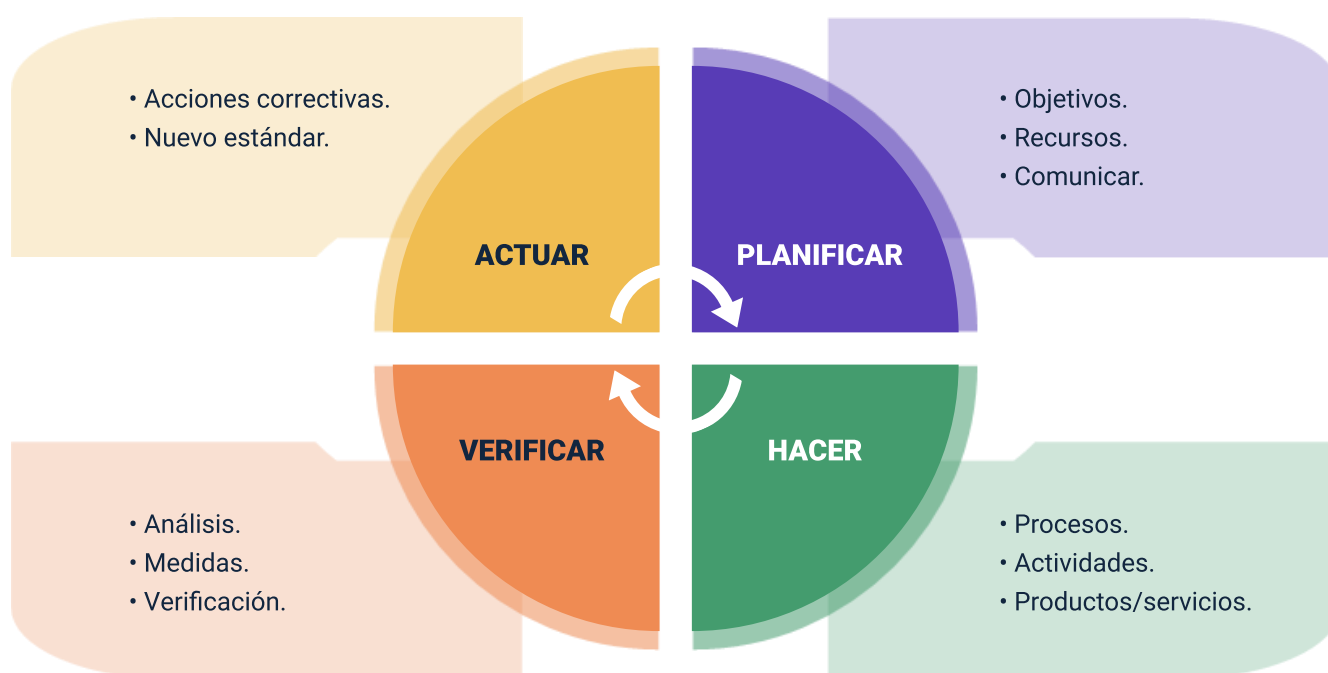 • Acciones correctivas.
• Nuevo estándar.
• Objetivos.
• Recursos.
• Comunicar.
ACTUAR
PLANIFICAR
VERIFICAR
HACER
• Análisis.
• Medidas.
• Verificación.
• Procesos.
• Actividades.
• Productos/servicios.